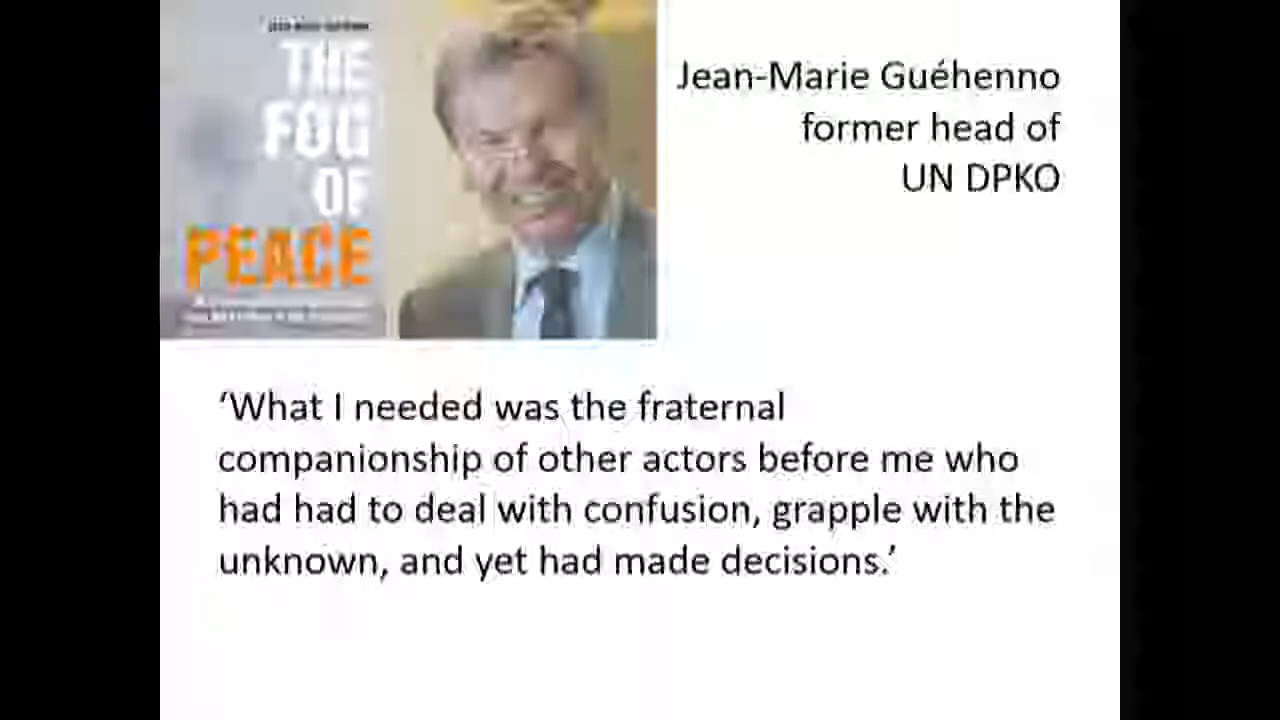 THE
FOG
OF
PEACE
Jean-Marie Guéhenno
former head of
UN DPKO
‘What I needed was the fraternal
companionship of other actors before me who
had had to deal with confusion, grapple with the
unknown, and yet had made decisions.’